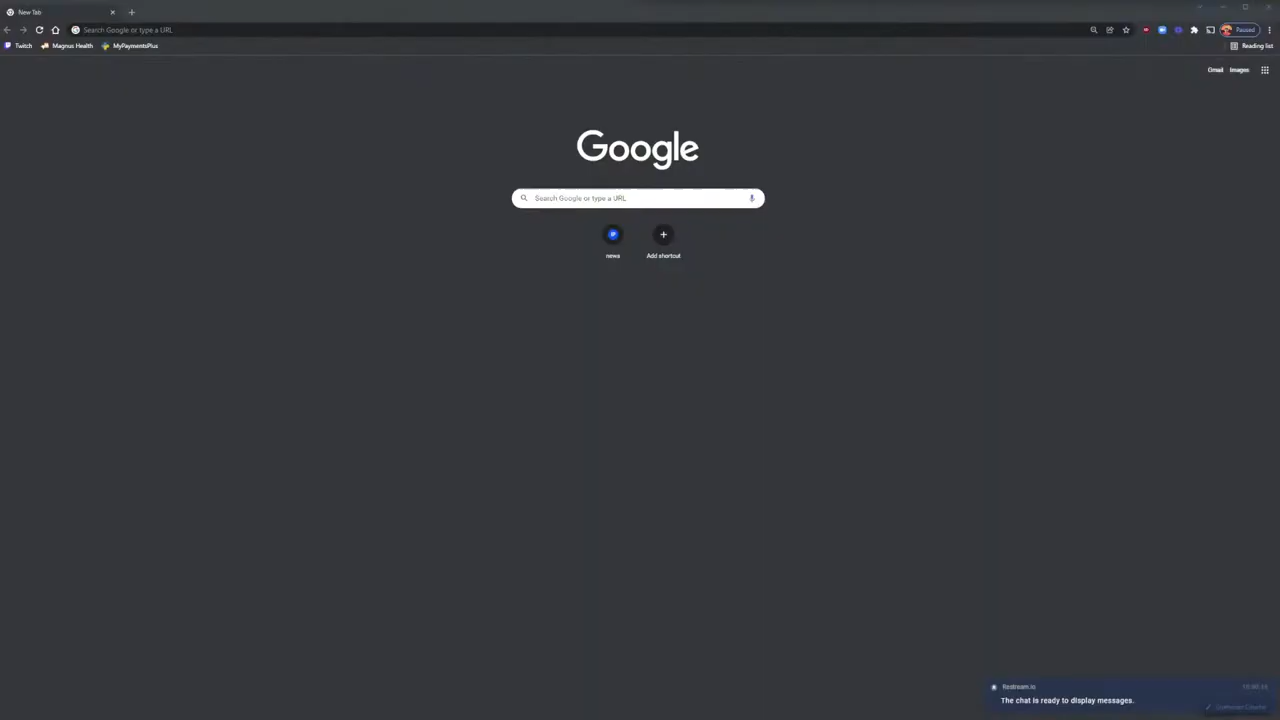 New Tab
Search Google or type a URL
Paused
Twitch
Magnus Health
MyPaymentsPlus
Reading list
Gmail
Images
Google
Search Google or type a URL
news
Add shortcut
Restream.io
The chat is ready to display messages.